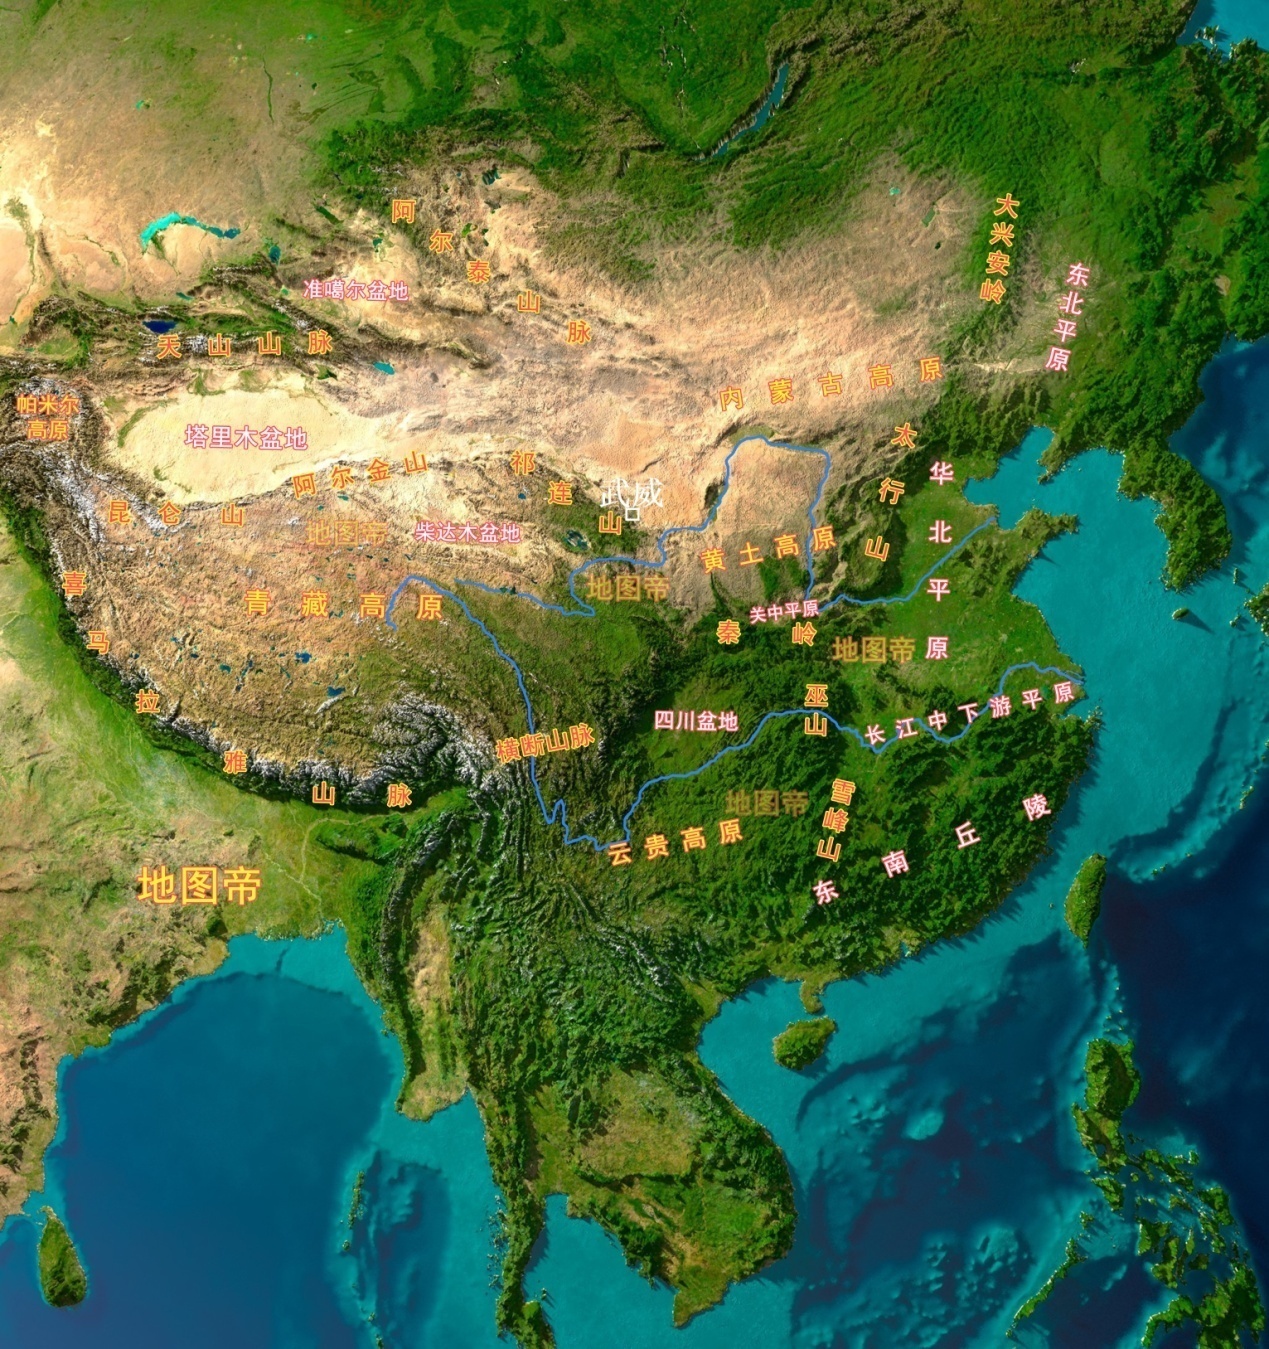 阿尔泰山脉
大兴安岭
东北平原
准噶尔盆地
天山山脉
内蒙古高原
帕米尔
高原
塔里木盆地
太行山
阿尔金山
祁连山
华北平原
武威
昆仑山
地图帝
柴达木盆地
黄土高原
喜马拉雅山脉
青藏高原
地图帝
关中平原
秦岭
地图帝
巫山
四川盆地
长江中下游平原
横断山脉
雪峰山
地图帝
云贵高原
东南丘陵
地图帝